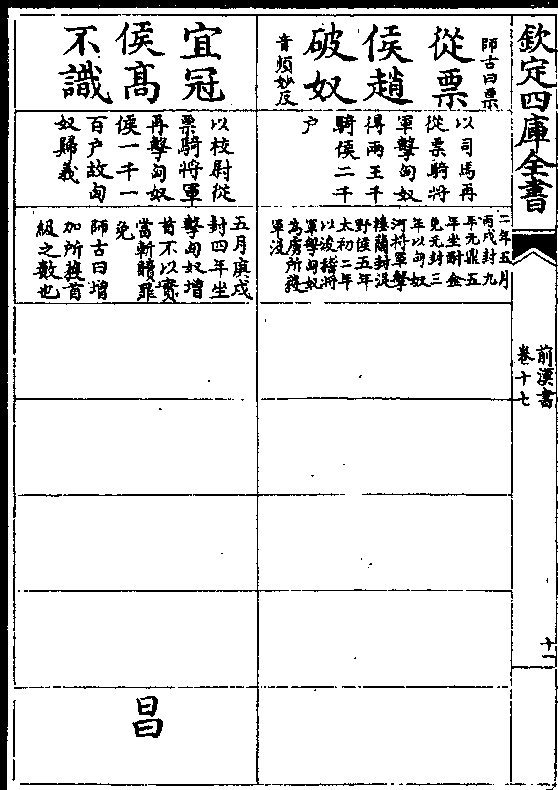 欽定四庫全書
前漢書
卷十七
十一
從票
侯趙
破奴
師古曰票
音頻妙反
以司馬再
從票騎將
軍擊匈奴
得兩王千
騎侯二千
户
二年五月
丙戌封九
年元鼎五
年坐酎金
免元封三
年以匈奴
河將軍擊
樓蘭封浞
野侯五年
太初二年
以浚稽將
軍擊匈奴
為虜所獲
軍没
宜冠
侯高
不識
以校尉從
票騎將軍
再擊匈奴
侯一千一
百户故匈
奴歸義
五月庚戌
封四年坐
擊匈奴增
首不以實
當斬贖罪
免
師古曰增
加所獲首
級之數也
昌